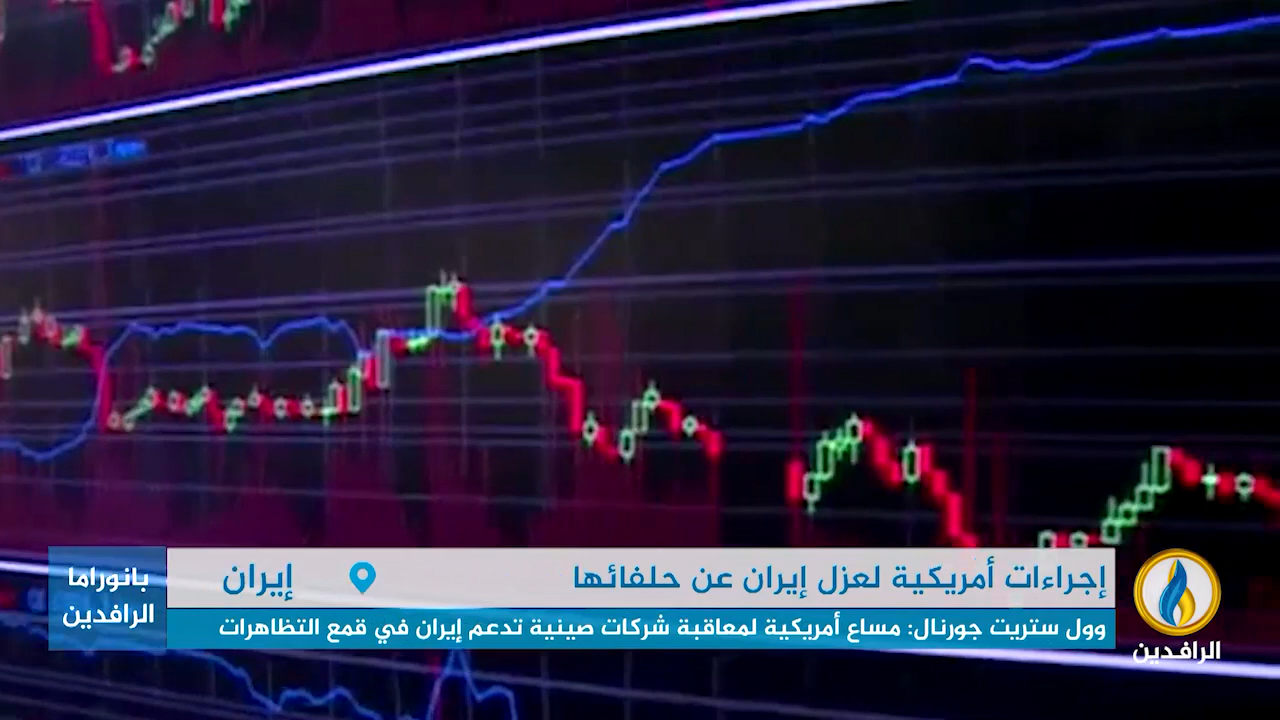 إجراءات أمريكية لعزل إيران عن حلفائها
إيران
وول ستريت جورنال: مساع أمريكية لمعاقبة شركات صينية تدعم إيران في قمع التظاهرات
بانوراما
الرافدين
الرافدين